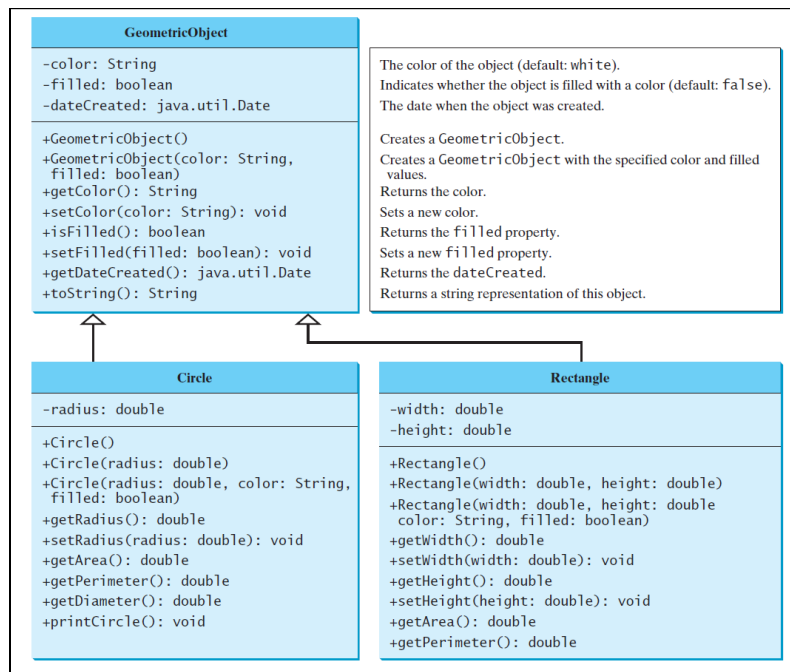 GeometricObject
-color: String
-filled: boolean
-dateCreated: java.util.Date
+GeometricObject()
+GeometricObject(color: String,
filled: boolean)
+getColor(): String
+setColor(color: String): void
+isFilled(): boolean
+setFilled(filled: boolean): void
+getDateCreated(): java.util.Date
+toString(): String
The color of the object (default: white).
Indicates whether the object is filled with a color (default: false).
The date when the object was created.
Creates a GeometricObject.
Creates a GeometricObject with the specified color and filled
values.
Returns the color.
Sets a new color.
Returns the filled property.
Sets a new filled property.
Returns the dateCreated.
Returns a string representation of this object.
Circle
-radius: double
+Circle()
+Circle(radius: double)
+Circle(radius: double, color: String,
filled: boolean)
+getRadius(): double
+setRadius(radius: double): void
+getArea(): double
+getPerimeter(): double
+getDiameter(): double
+printCircle(): void
Rectangle
-width: double
-height: double
+Rectangle()
+Rectangle(width: double, height: double)
+Rectangle(width: double, height: double
color: String, filled: boolean)
+getWidth(): double
+setWidth(width: double): void
+getHeight(): double
+setHeight(height: double): void
+getArea(): double
+getPerimeter(): double